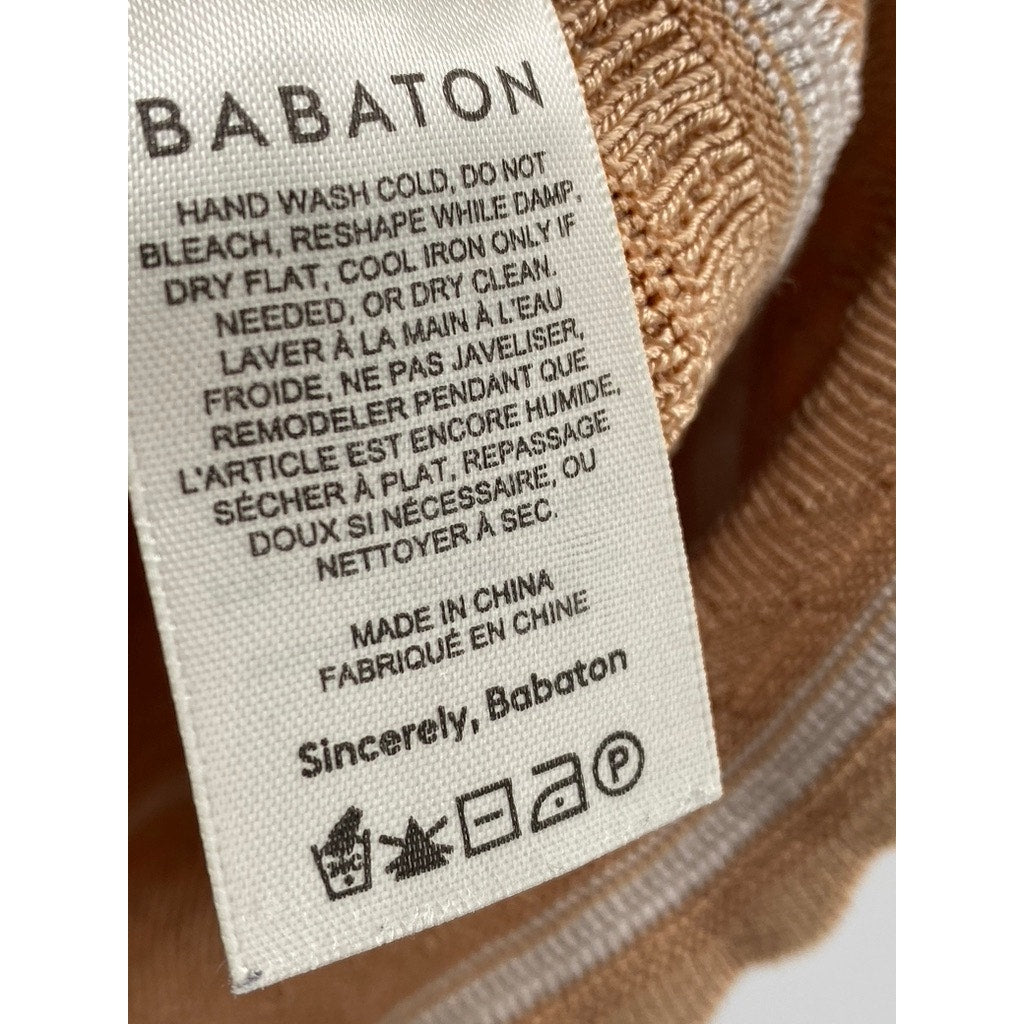 BABATON
HAND WASH COLD, DO NOT
BLEACH, RESHAPE WHILE DAMP,
DRY FLAT, COOL IRON ONLY IF
NEEDED, OR DRY CLEAN.
LAVER À LA MAIN À L'EAU
FROIDE, NE PAS JAVELISER,
REMODELER PENDANT QUE
L'ARTICLE EST ENCORE HUMIDE,
SÉCHER À PLAT, REPASSAGE
DOUX SI NÉCESSAIRE, OU
NETTOYER À SEC.
MADE IN CHINA
FABRIQUÉ EN CHINE
Sincerely, Babaton
P